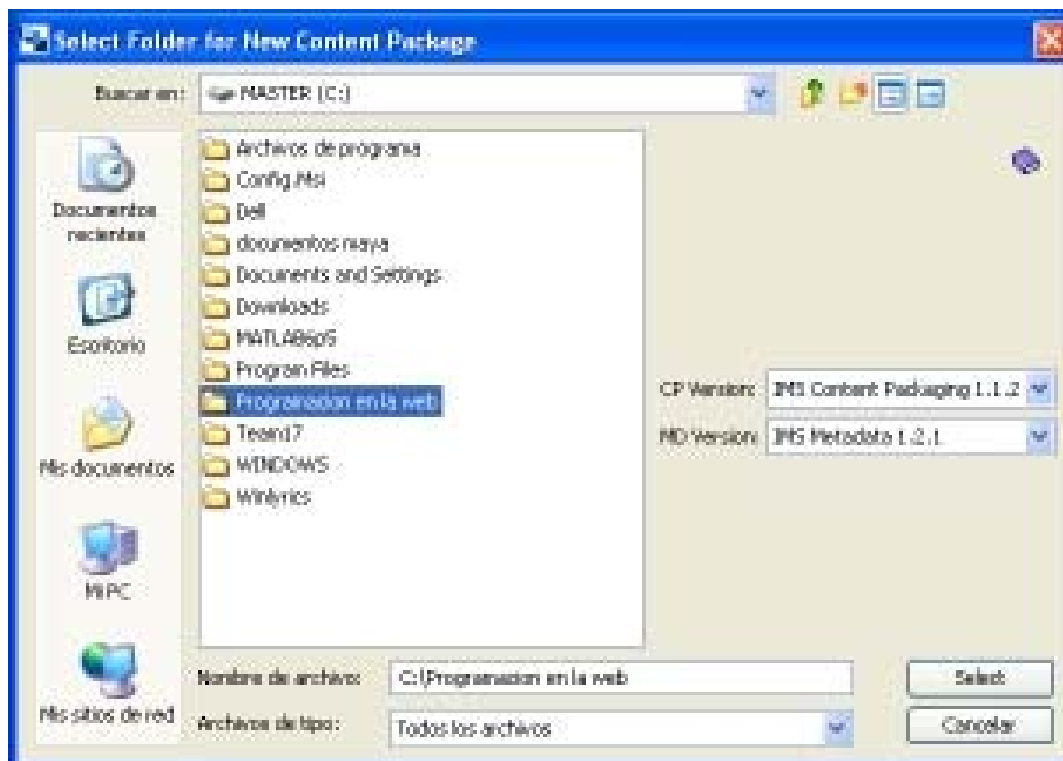 Select Folder for New Content Package
Buscar en: MASTER (C:)
Archivos de programa
Config.Msi
Dell
documentos maya
Documents and Settings
Downloads
MATLAB6p5
Program Files
Programacion en la web
Team17
WINDOWS
Winlyrics
Documentos recientes
Escritorio
Mis documentos
Mi PC
Mis sitios de red
CP Version: IMS Content Packaging 1.1.2
MD Version: IMS Metadata 1.2.1
Nombre de archivo: C:\Programacion en la web
Select
Archivos de tipo: Todos los archivos
Cancelar